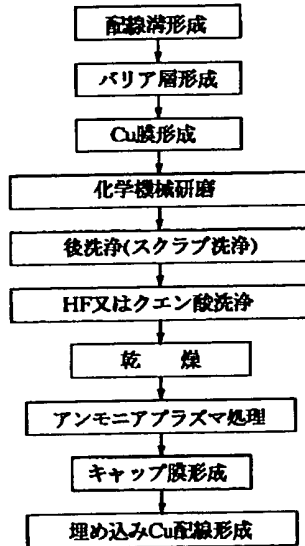 配線溝形成
バリア層形成
Cu膜形成
化学機械研磨
後洗浄(スクラブ洗浄)
HF又はクエン酸洗浄
乾 燥
アンモニアプラズマ処理
キャップ膜形成
埋め込みCu配線形成